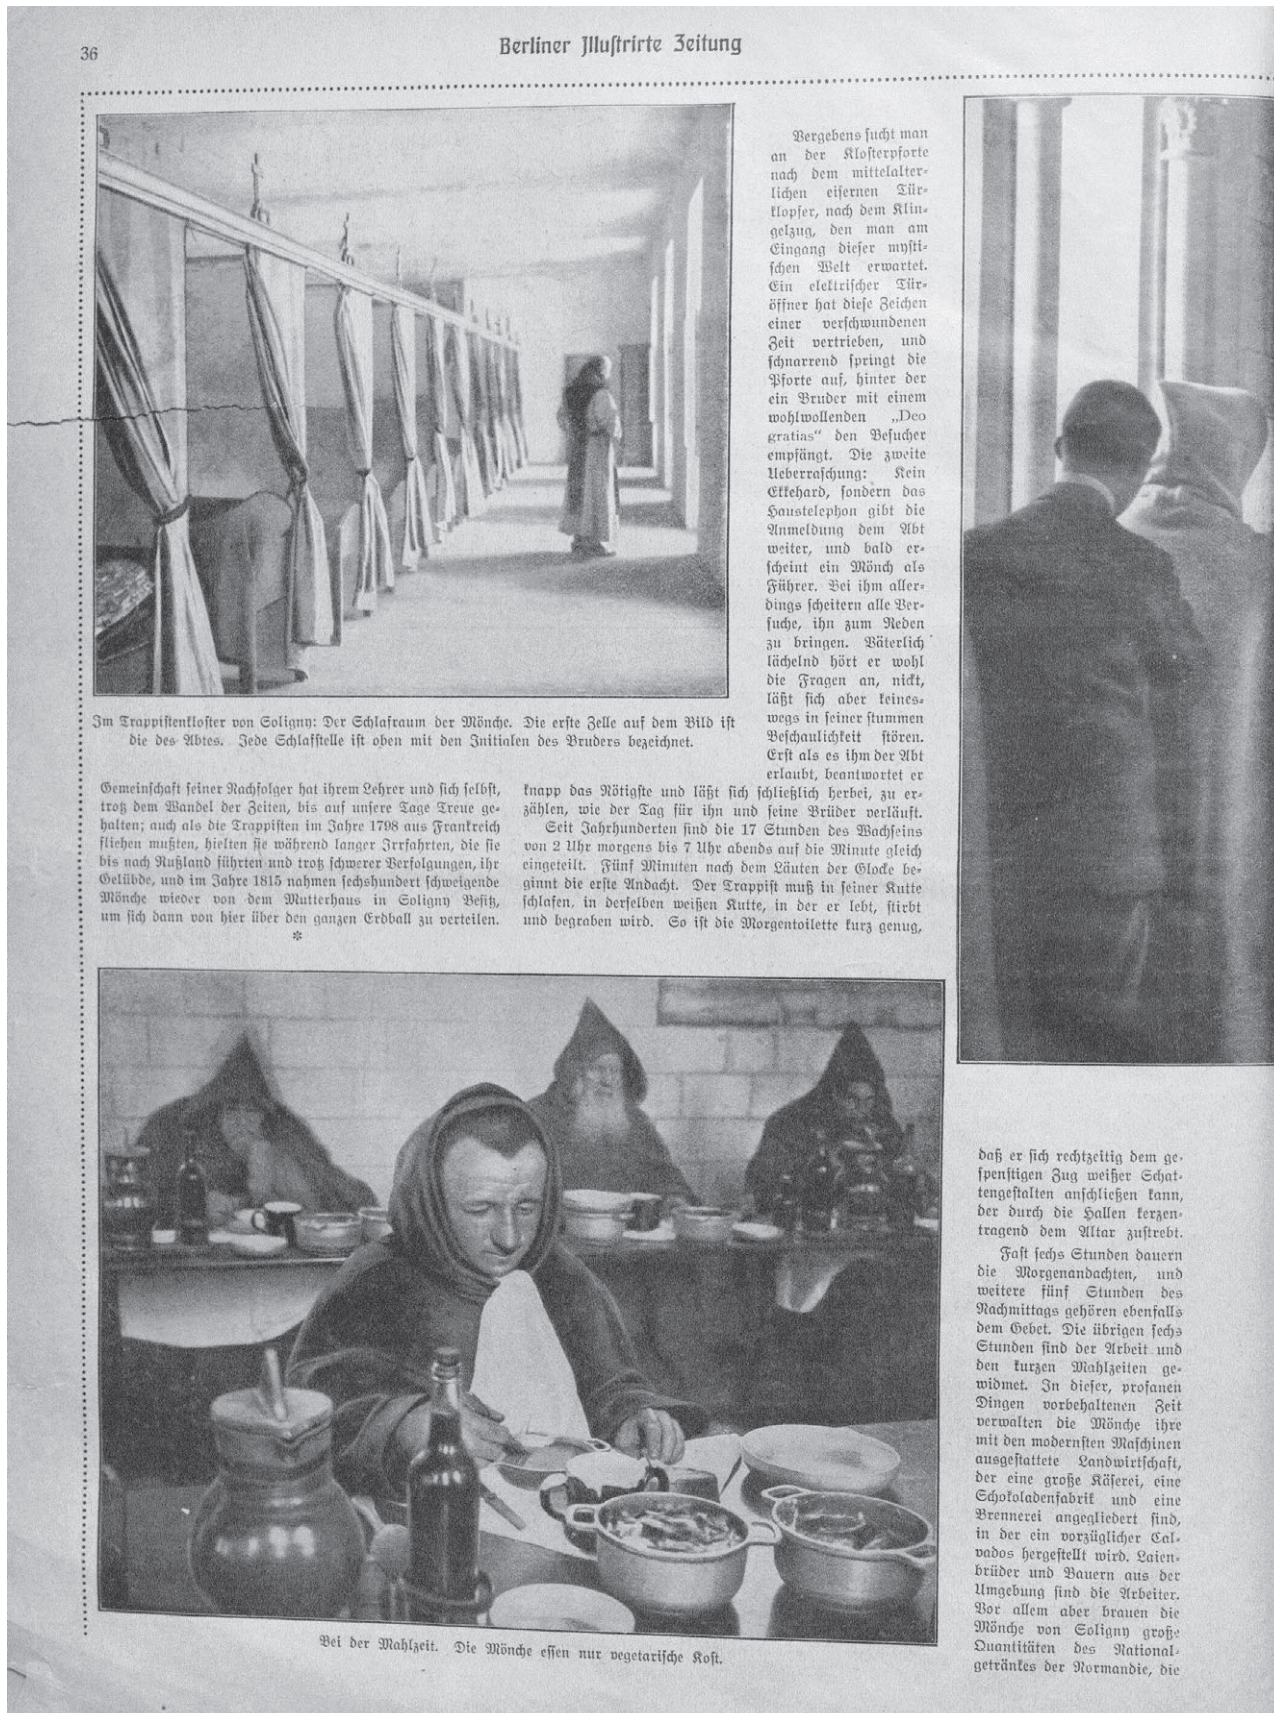 36
Berliner Illustrirte Zeitung
Im Trappistenkloster von Soligny: Der Schlafraum der Mönche. Die erste Zelle auf dem Bild ist
die des Abtes. Jede Schlafstelle ist oben mit den Initialen des Bruders bezeichnet.
Gemeinschaft seiner Nachfolger hat ihrem Lehrer und sich selbst,
trotz dem Wandel der Zeiten, bis auf unsere Tage Treue ge-
halten; auch als die Trappisten im Jahre 1798 aus Frankreich
fliehen mußten, hielten sie während langer Irrfahrten, die sie
bis nach Rußland führten und trotz schwerer Verfolgungen, ihr
Gelübde, und im Jahre 1815 nahmen sechshundert schweigende
Mönche wieder von dem Mutterhaus in Soligny Besitz,
um sich dann von hier über den ganzen Erdball zu verteilen.
*
Vergebens sucht man
an der Klosterpforte
nach dem mittelalter-
lichen eisernen Tür-
klopfer, nach dem Klin-
gelzug, den man am
Eingang dieser mysti-
schen Welt erwartet.
Ein elektrischer Tür-
öffner hat diese Zeichen
einer verschwundenen
Zeit vertrieben, und
schnarrend springt die
Pforte auf, hinter der
ein Bruder mit einem
wohlwollenden „Deo
gratias“ den Besucher
empfängt. Die zweite
Ueberraschung: Kein
Ekkehard, sondern das
Haustelephon gibt die
Anmeldung dem Abt
weiter, und bald er-
scheint ein Mönch als
Führer. Bei ihm aller-
dings scheitern alle Ver-
suche, ihn zum Reden
zu bringen. Väterlich
lächelnd hört er wohl
die Fragen an, nickt,
läßt sich aber keines-
wegs in seiner stummen
Beschaulichkeit stören.
Erst als es ihm der Abt
erlaubt, beantwortet er
knapp das Nötigste und läßt sich schließlich herbei, zu er-
zählen, wie der Tag für ihn und seine Brüder verläuft.
Seit Jahrhunderten sind die 17 Stunden des Wachseins
von 2 Uhr morgens bis 7 Uhr abends auf die Minute gleich
eingeteilt. Fünf Minuten nach dem Läuten der Glocke be-
ginnt die erste Andacht. Der Trappist muß in seiner Kutte
schlafen, in derselben weißen Kutte, in der er lebt, stirbt
und begraben wird. So ist die Morgentoilette kurz genug,
daß er sich rechtzeitig dem ge-
spenstigen Zug weißer Schat-
tengestalten anschließen kann,
der durch die Hallen kerzen-
tragend dem Altar zustrebt.
Fast sechs Stunden dauern
die Morgenandachten, und
weitere fünf Stunden des
Nachmittags gehören ebenfalls
dem Gebet. Die übrigen sechs
Stunden sind der Arbeit und
den kurzen Mahlzeiten ge-
widmet. In dieser, profanen
Dingen vorbehaltenen Zeit
verwalten die Mönche ihre
mit den modernsten Maschinen
ausgestattete Landwirtschaft,
der eine große Käserei, eine
Schokoladenfabrik und eine
Brennerei angegliedert sind,
in der ein vorzüglicher Cal-
vados hergestellt wird. Laien-
brüder und Bauern aus der
Umgebung sind die Arbeiter.
Vor allem aber brauen die
Mönche von Soligny große
Quantitäten des National-
getränkes der Normandie, die
Bei der Mahlzeit. Die Mönche essen nur vegetarische Kost.